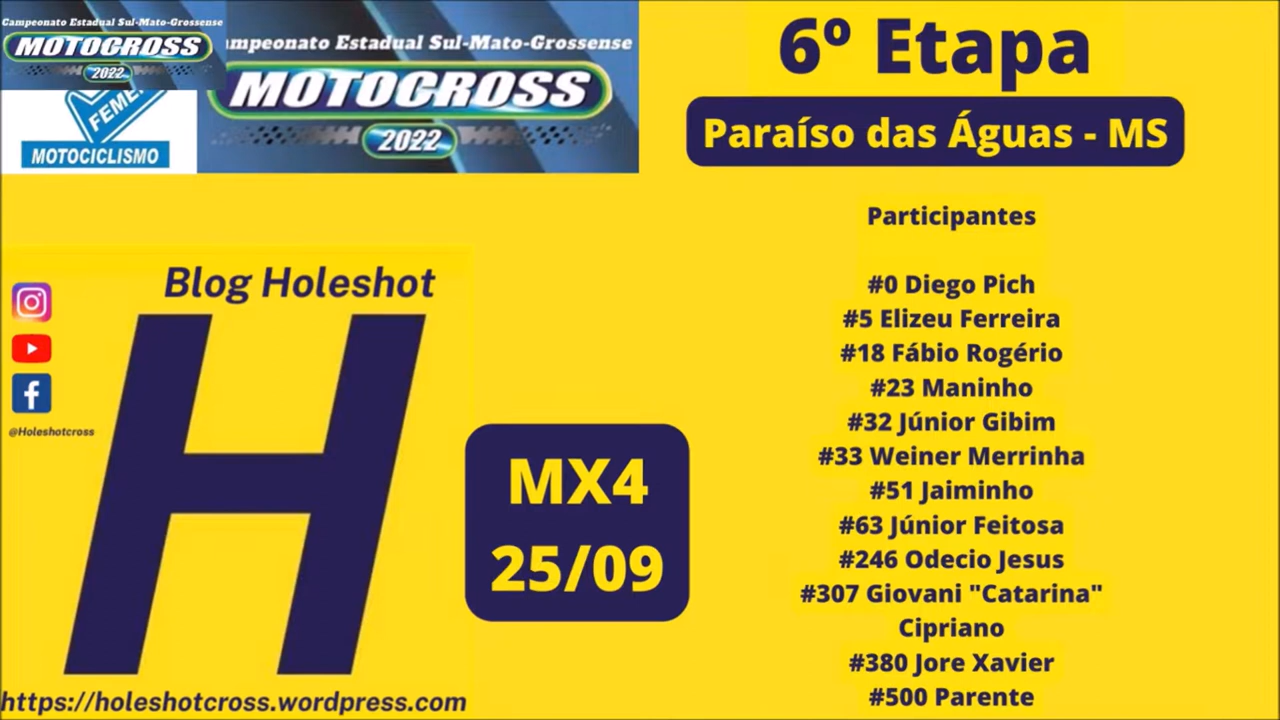 Campeonato Estadual Sul-Mato-Grossense
MOTOCROSS
2022
Estadual Sul-Mato-Grossense
MOTOCROSS
2022
MOTOCICLISMO
6º Etapa
Paraíso das Águas - MS
Participantes
#0 Diego Pich
#5 Elizeu Ferreira
#18 Fábio Rogério
#23 Maninho
#32 Júnior Gibim
#33 Weiner Merrinha
#51 Jaiminho
#63 Júnior Feitosa
#246 Odecio Jesus
#307 Giovani "Catarina"
Cipriano
#380 Jore Xavier
#500 Parente
Blog Holeshot
@Holeshotcross
H
MX4
25/09
https://holeshotcross.wordpress.com